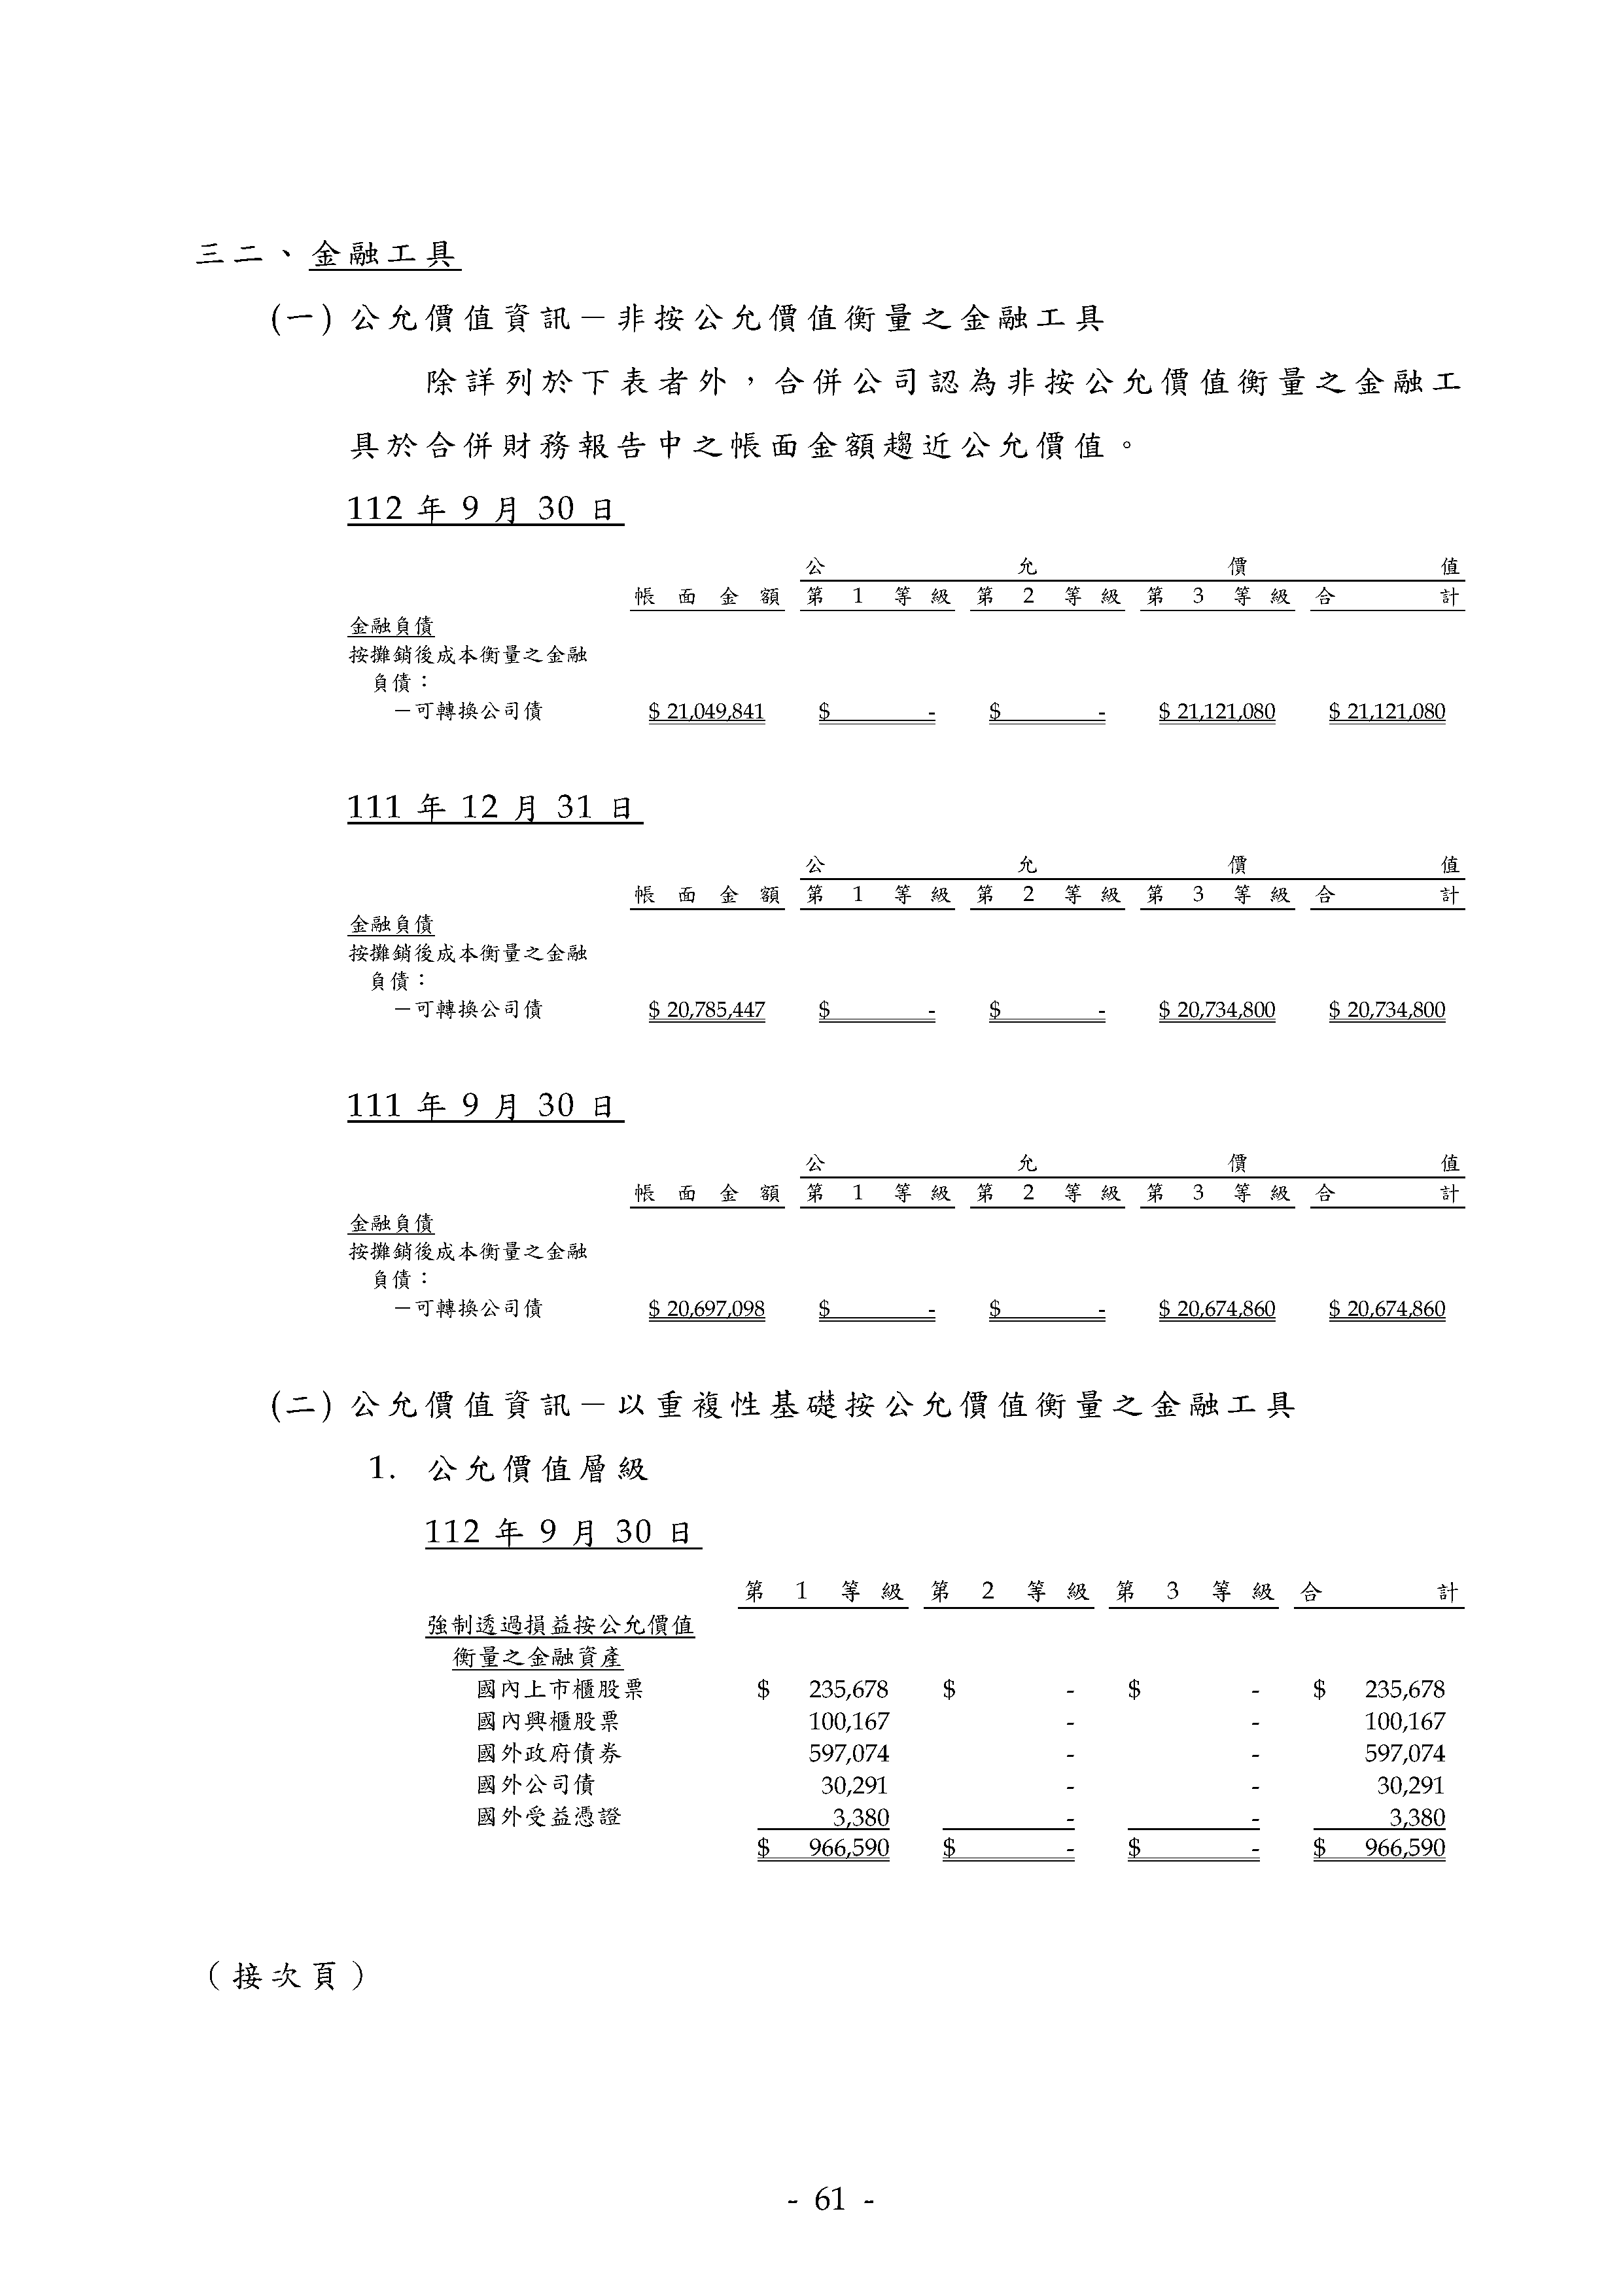 三二、金融工具
(一) 公允價值資訊－非按公允價值衡量之金融工具
除詳列於下表者外，合併公司認為非按公允價值衡量之金融工
具於合併財務報告中之帳面金額趨近公允價值。
112 年 9 月 30 日
公 允 價 值
帳 面 金 額 第 1 等 級 第 2 等 級 第 3 等 級 合 計
金融負債
按攤銷後成本衡量之金融
負債：
－可轉換公司債 $ 21,049,841 $ - $ - $ 21,121,080 $ 21,121,080
111 年 12 月 31 日
公 允 價 值
帳 面 金 額 第 1 等 級 第 2 等 級 第 3 等 級 合 計
金融負債
按攤銷後成本衡量之金融
負債：
－可轉換公司債 $ 20,785,447 $ - $ - $ 20,734,800 $ 20,734,800
111 年 9 月 30 日
公 允 價 值
帳 面 金 額 第 1 等 級 第 2 等 級 第 3 等 級 合 計
金融負債
按攤銷後成本衡量之金融
負債：
－可轉換公司債 $ 20,697,098 $ - $ - $ 20,674,860 $ 20,674,860
(二) 公允價值資訊－以重複性基礎按公允價值衡量之金融工具
1. 公允價值層級
112 年 9 月 30 日
第 1 等 級 第 2 等 級 第 3 等 級 合 計
強制透過損益按公允價值
衡量之金融資產
國內上市櫃股票 $ 235,678 $ - $ - $ 235,678
國內興櫃股票 100,167 - - 100,167
國外政府債券 597,074 - - 597,074
國外公司債 30,291 - - 30,291
國外受益憑證 3,380 - - 3,380
$ 966,590 $ - $ - $ 966,590
（接次頁）
- 61 -